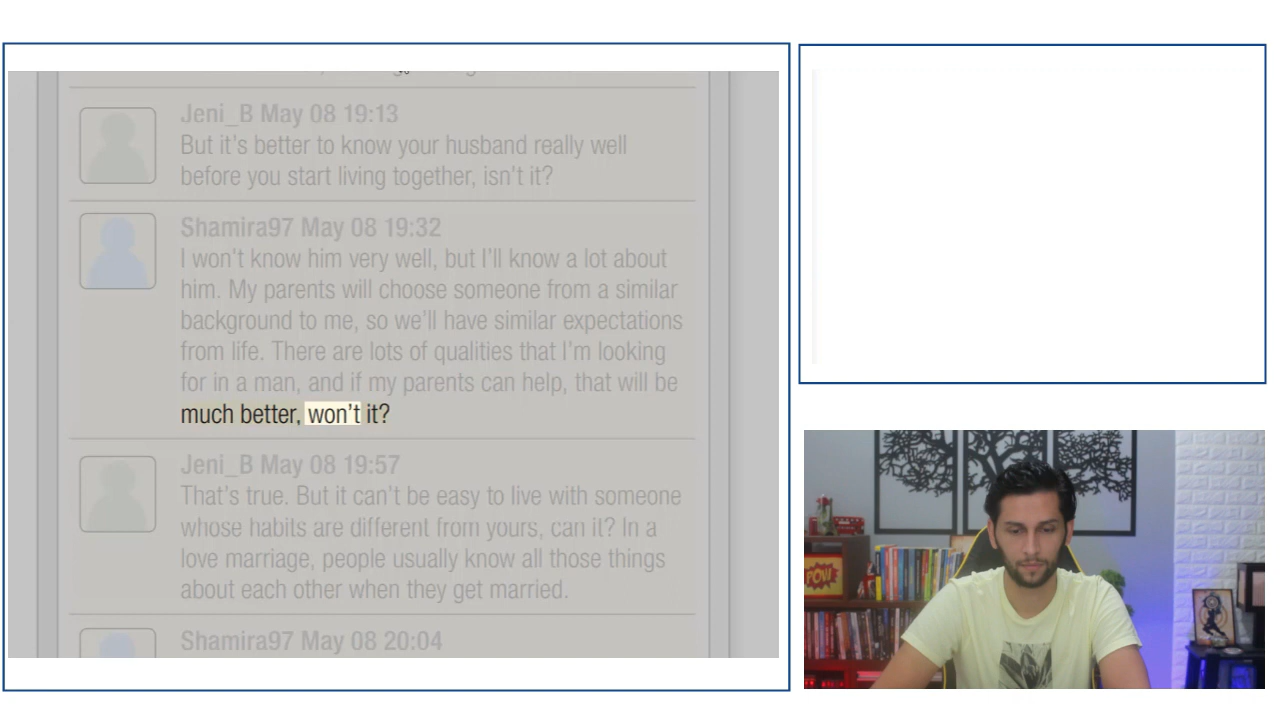 Jeni_B May 08 19:13
But it's better to know your husband really well
before you start living together, isn't it?
Shamira97 May 08 19:32
I won't know him very well, but I'll know a lot about
him. My parents will choose someone from a similar
background to me, so we'll have similar expectations
from life. There are lots of qualities that I'm looking
for in a man, and if my parents can help, that will be
much better, won't it?
Jeni_B May 08 19:57
That's true. But it can't be easy to live with someone
whose habits are different from yours, can it? In a
love marriage, people usually know all those things
about each other when they get married.
Shamira97 May 08 20:04
POW